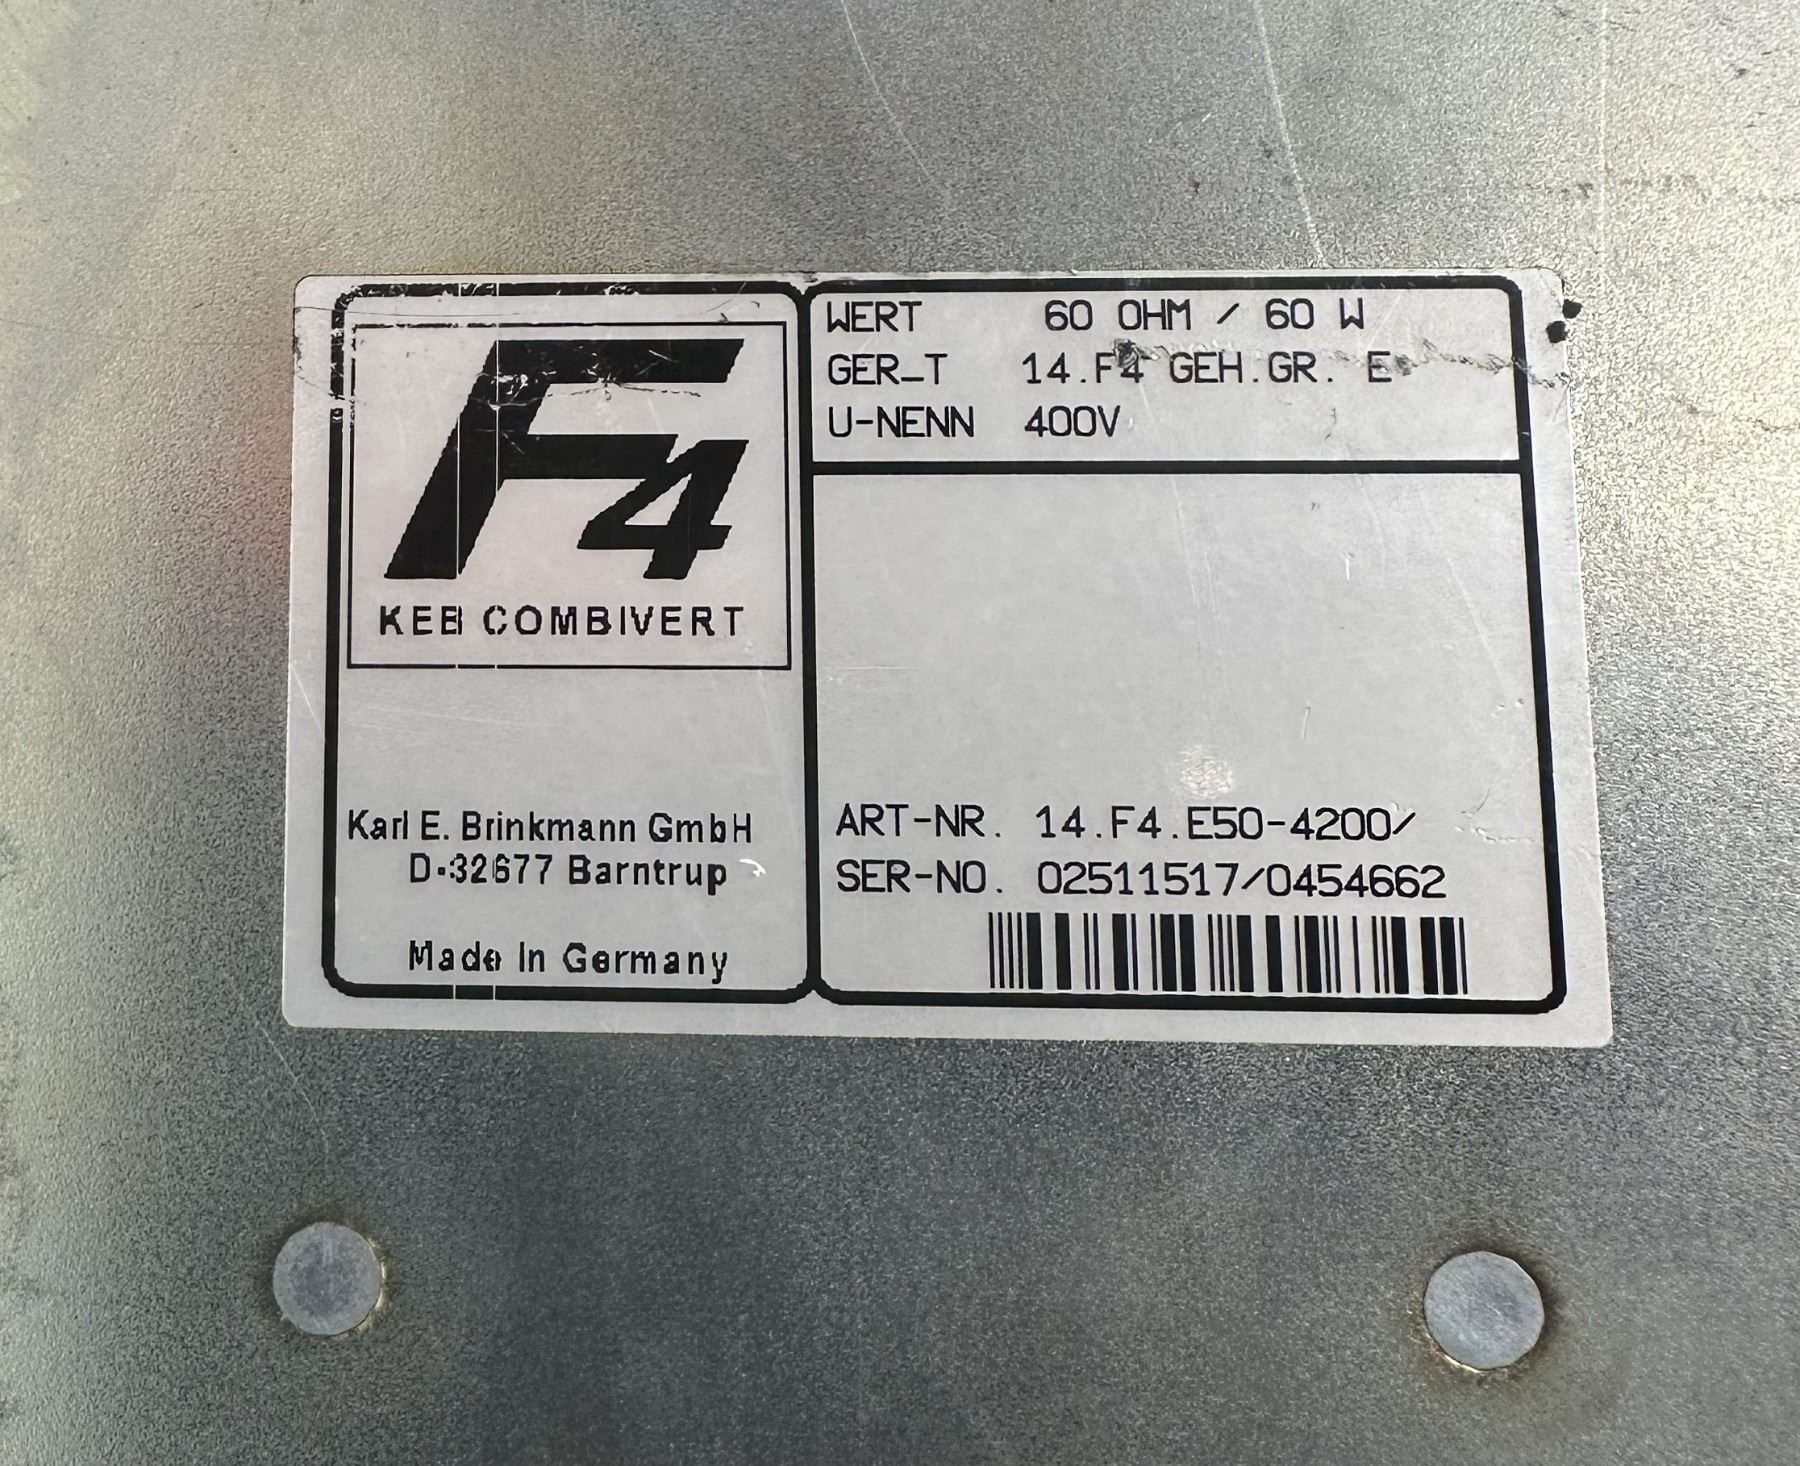 F4
KEB COMBIVERT
Karl E. Brinkmann GmbH
D-32677 Barntrup
Made In Germany
WERT 60 OHM / 60 W
GER_T 14.F4 GEH.GR. E
U-NENN 400V
ART-NR. 14.F4.E50-4200/
SER-NO. 02511517/0454662